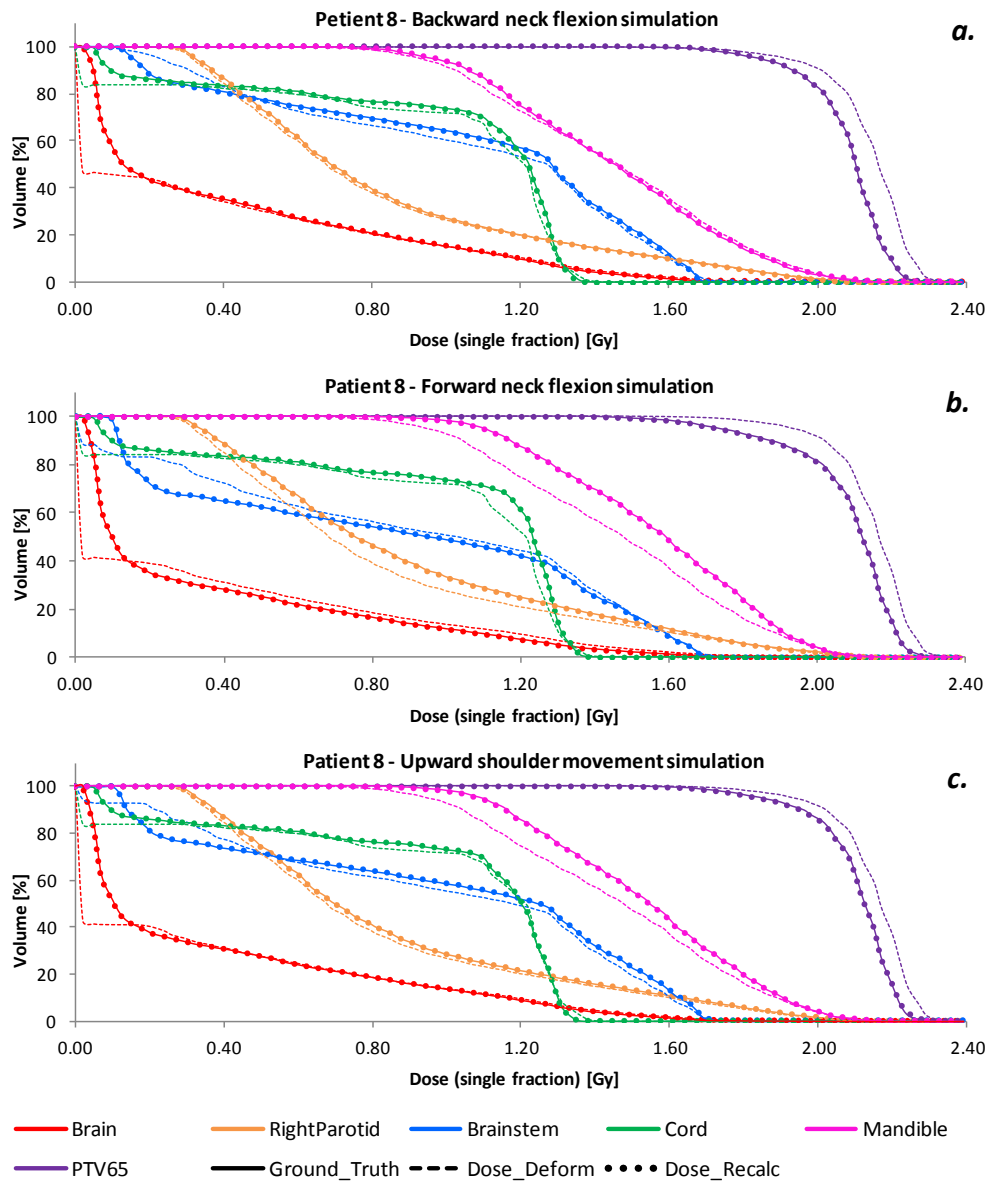 Petient 8 - Backward neck flexion simulation
a.
Volume [%]
100
80
60
40
20
0
0.00 0.40 0.80 1.20 1.60 2.00 2.40
Dose (single fraction) [Gy]
Patient 8 - Forward neck flexion simulation
b.
Volume [%]
100
80
60
40
20
0
0.00 0.40 0.80 1.20 1.60 2.00 2.40
Dose (single fraction) [Gy]
Patient 8 - Upward shoulder movement simulation
c.
Volume [%]
100
80
60
40
20
0
0.00 0.40 0.80 1.20 1.60 2.00 2.40
Dose (single fraction) [Gy]
Brain RightParotid Brainstem Cord Mandible
PTV65 Ground_Truth Dose_Deform Dose_Recalc